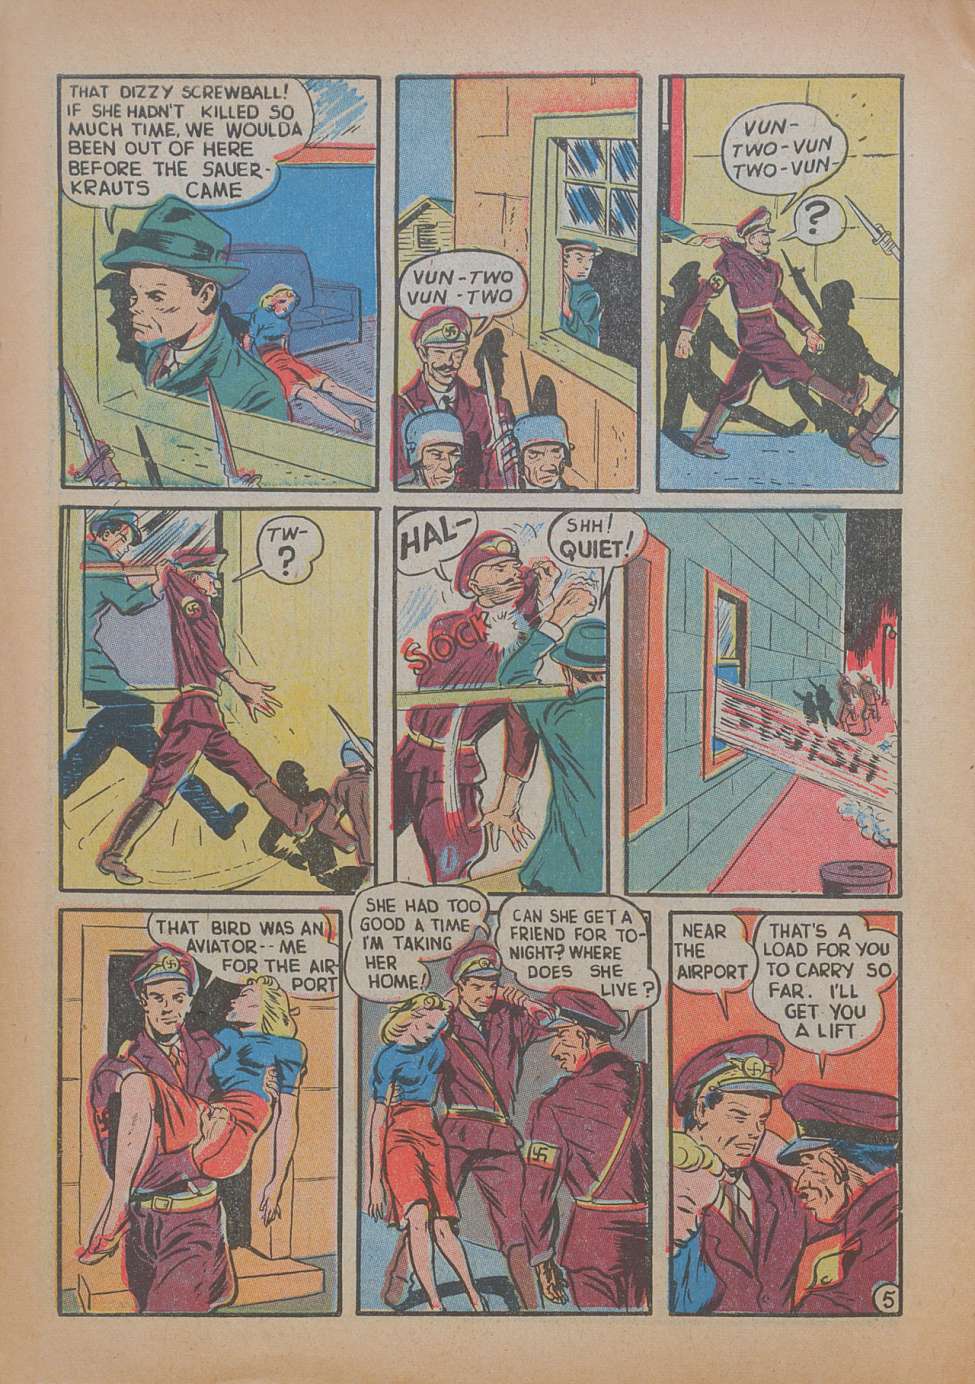 THAT DIZZY SCREWBALL!
IF SHE HADN'T KILLED SO
MUCH TIME, WE WOULDA
BEEN OUT OF HERE
BEFORE THE SAUER-
KRAUTS CAME
VUN-TWO
VUN-TWO
VUN-
TWO-VUN
TWO-VUN-
?
TW-
?
HAL-
SHH!
QUIET!
SOCK
SWISH
THAT BIRD WAS AN
AVIATOR-- ME
FOR THE AIR-
PORT
SHE HAD TOO
GOOD A TIME
I'M TAKING
HER
HOME!
CAN SHE GET A
FRIEND FOR TO-
NIGHT? WHERE
DOES SHE
LIVE?
NEAR
THE
AIRPORT
THAT'S A
LOAD FOR YOU
TO CARRY SO
FAR. I'LL
GET YOU
A LIFT
5